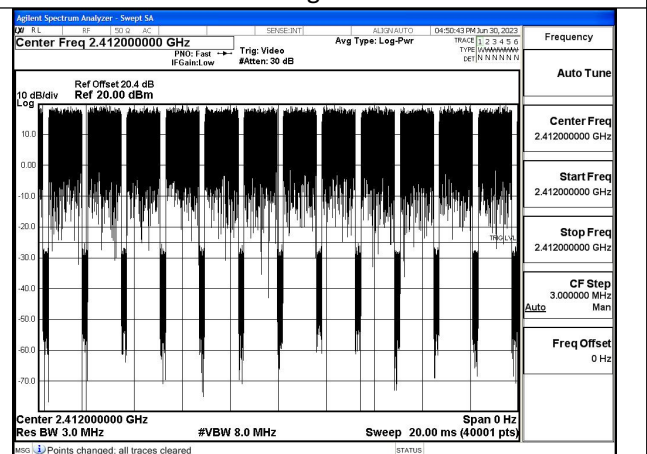 Agilent Spectrum Analyzer - Swept SA
RL RF 50 Ω AC SENSE:INT ALIGN AUTO 04:50:43 PM Jun 30, 2023
Center Freq 2.412000000 GHz
PNO: Fast
IFGain:Low
Trig: Video
#Atten: 30 dB
Avg Type: Log-Pwr
TRACE 1 2 3 4 5 6
TYPE
DET N N N N N N
Ref Offset 20.4 dB
10 dB/div Ref 20.00 dBm
Log
10.0
0.00
-10.0
-20.0
-30.0
-40.0
-50.0
-60.0
-70.0
TRIG LVL
Center 2.412000000 GHz Span 0 Hz
Res BW 3.0 MHz #VBW 8.0 MHz Sweep 20.00 ms (40001 pts)
MSG Points changed; all traces cleared STATUS
Frequency
Auto Tune
Center Freq
2.412000000 GHz
Start Freq
2.412000000 GHz
Stop Freq
2.412000000 GHz
CF Step
3.000000 MHz
Auto Man
Freq Offset
0 Hz